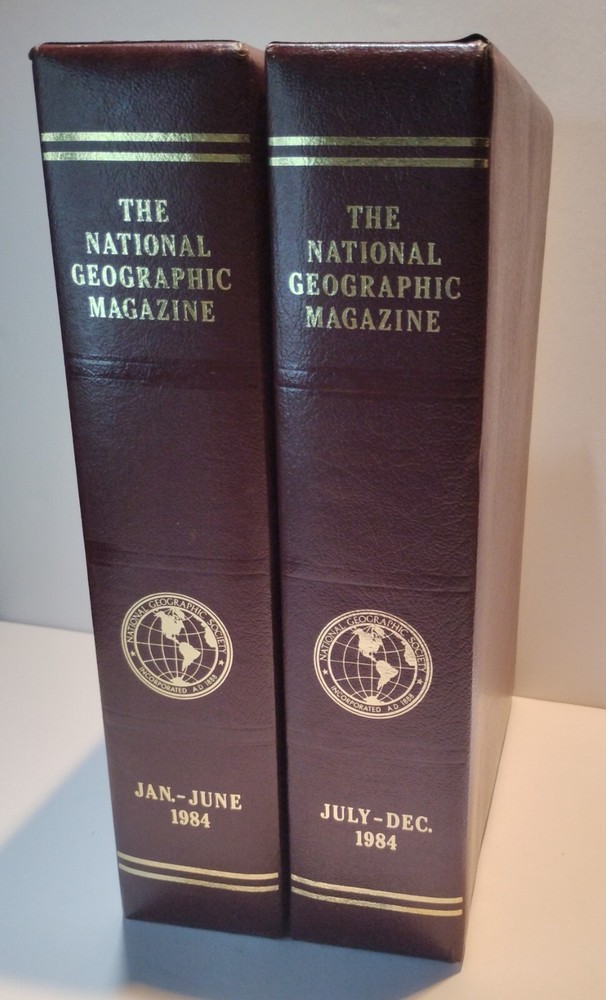 THE
NATIONAL
GEOGRAPHIC
MAGAZINE
NATIONAL GEOGRAPHIC SOCIETY
INCORPORATED A.D. 1888
JAN.-JUNE
1984
THE
NATIONAL
GEOGRAPHIC
MAGAZINE
NATIONAL GEOGRAPHIC SOCIETY
INCORPORATED A.D. 1888
JULY-DEC.
1984